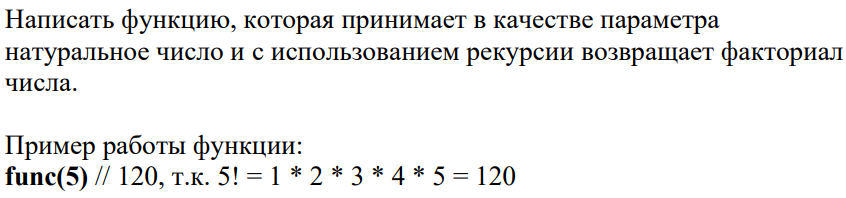 Написать функцию, которая принимает в качестве параметра
натуральное число и с использованием рекурсии возвращает факториал
числа.
Пример работы функции:
func(5) // 120, т.к. 5! = 1 * 2 * 3 * 4 * 5 = 120